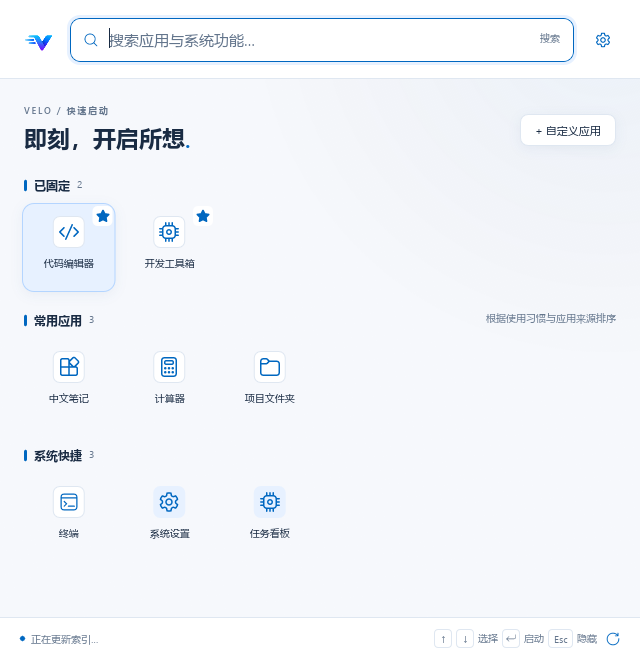 搜索应用与系统功能... 搜索
VELO / 快速启动
即刻，开启所想.
+ 自定义应用
已固定 2
代码编辑器 开发工具箱
常用应用 3 根据使用习惯与应用来源排序
中文笔记 计算器 项目文件夹
系统快捷 3
终端 系统设置 任务看板
正在更新索引... ↑ ↓ 选择 ↵ 启动 Esc 隐藏